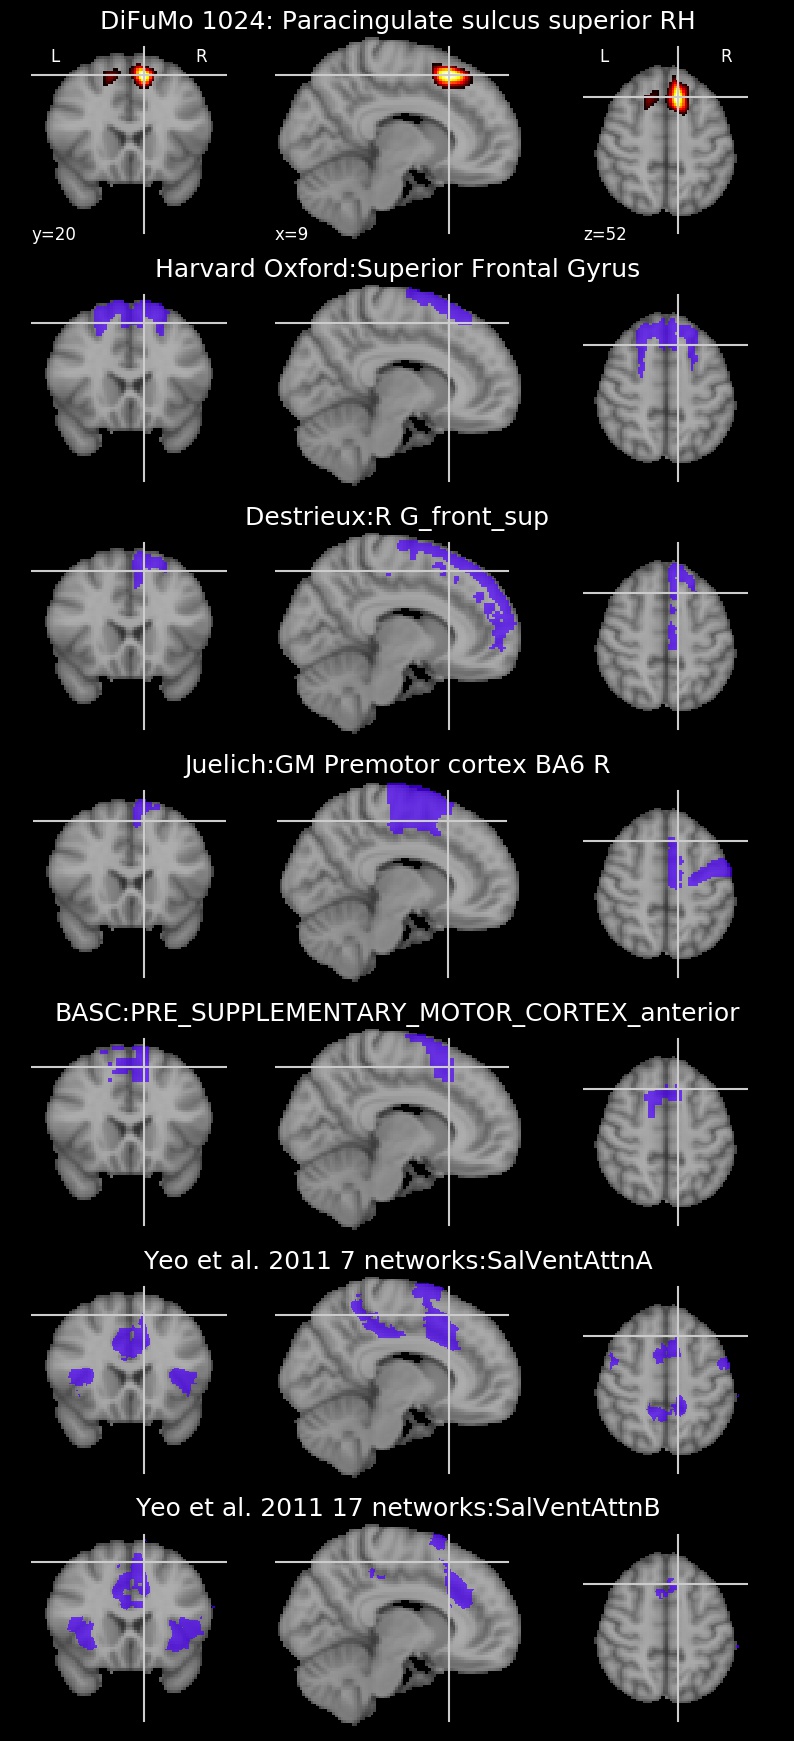 DiFuMo 1024: Paracingulate sulcus superior RH
L R L R
y=20 x=9 z=52
Harvard Oxford:Superior Frontal Gyrus
Destrieux:R G_front_sup
Juelich:GM Premotor cortex BA6 R
BASC:PRE_SUPPLEMENTARY_MOTOR_CORTEX_anterior
Yeo et al. 2011 7 networks:SalVentAttnA
Yeo et al. 2011 17 networks:SalVentAttnB